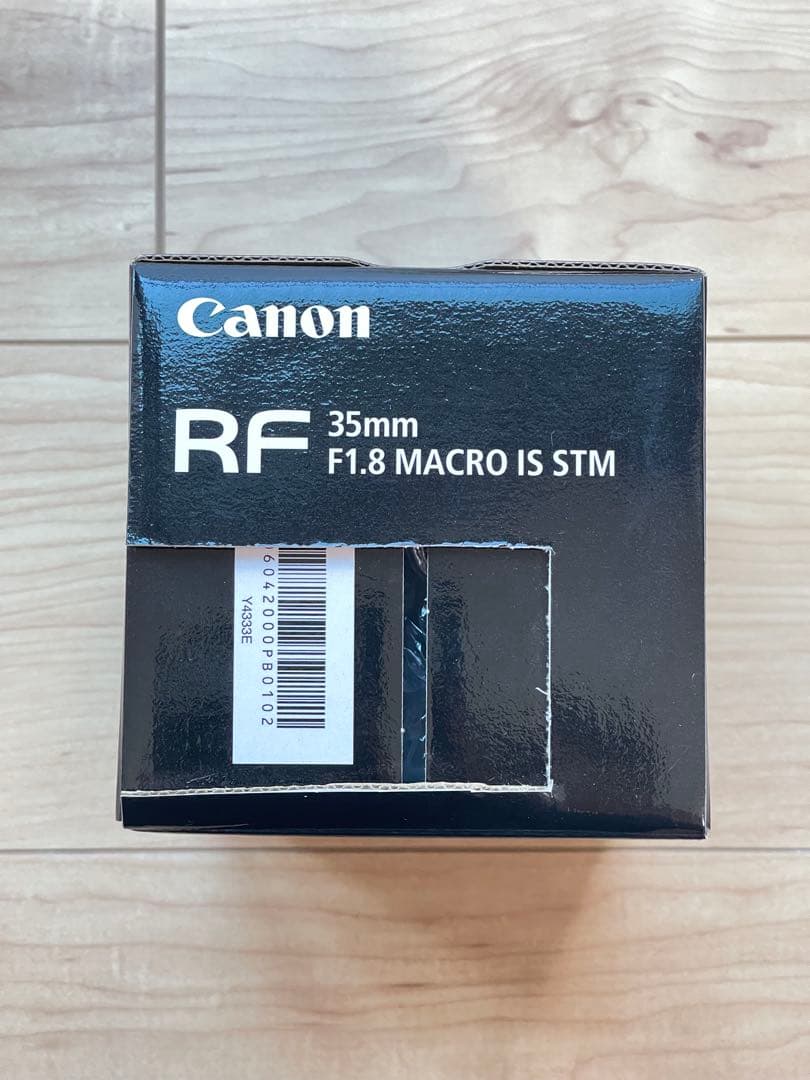 Canon
RF 35mm
F1.8 MACRO IS STM
6042000PB0102
Y4333E